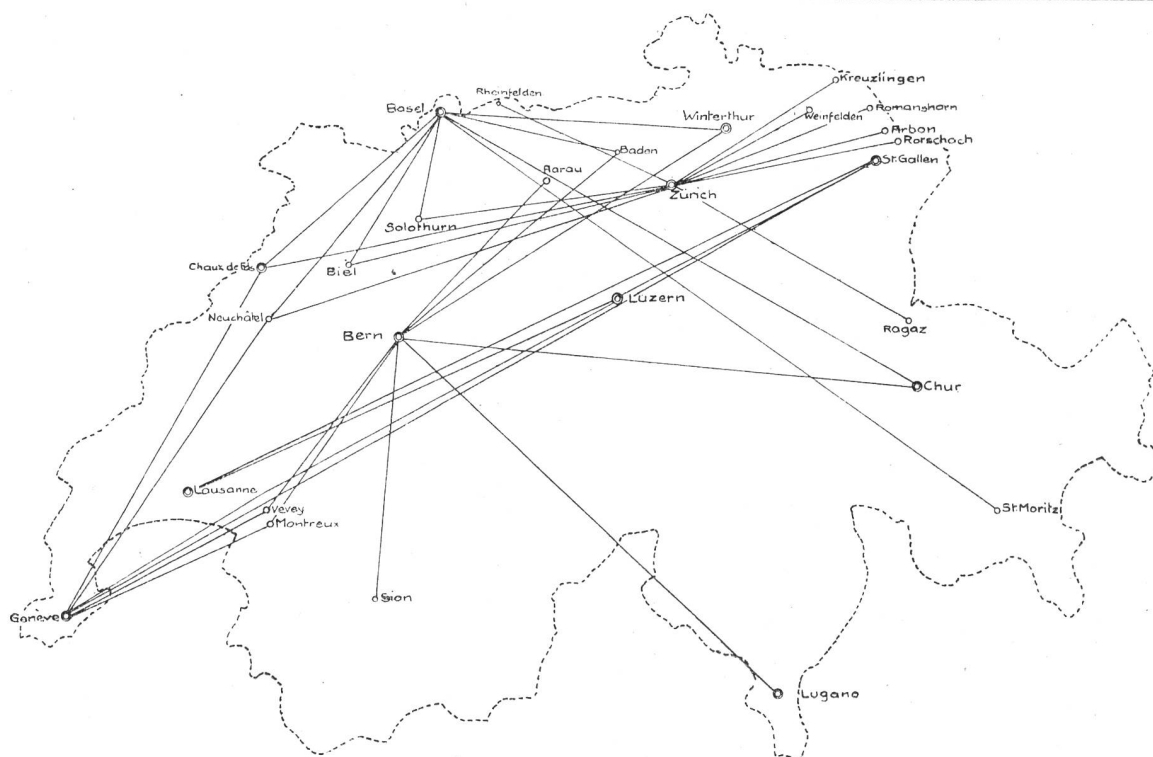 Kreuzlingen
Rheinfelden
Basel
Romanshorn
Winterthur
Weinfelden
Arbon
Rorschach
Baden
St.Gallen
Aarau
Zürich
Solothurn
Chaux de Fds
Biel
Luzern
Neuchâtel
Ragaz
Bern
Chur
Lausanne
Vevey
St.Moritz
Montreux
Sion
Genève
Lugano